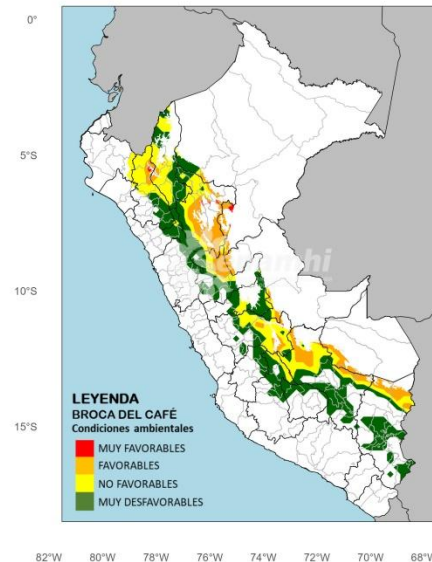 0°
5°S
10°S
15°S
senamhi
LEYENDA
BROCA DEL CAFÉ
Condiciones ambientales
MUY FAVORABLES
FAVORABLES
NO FAVORABLES
MUY DESFAVORABLES
82°W 80°W 78°W 76°W 74°W 72°W 70°W 68°W